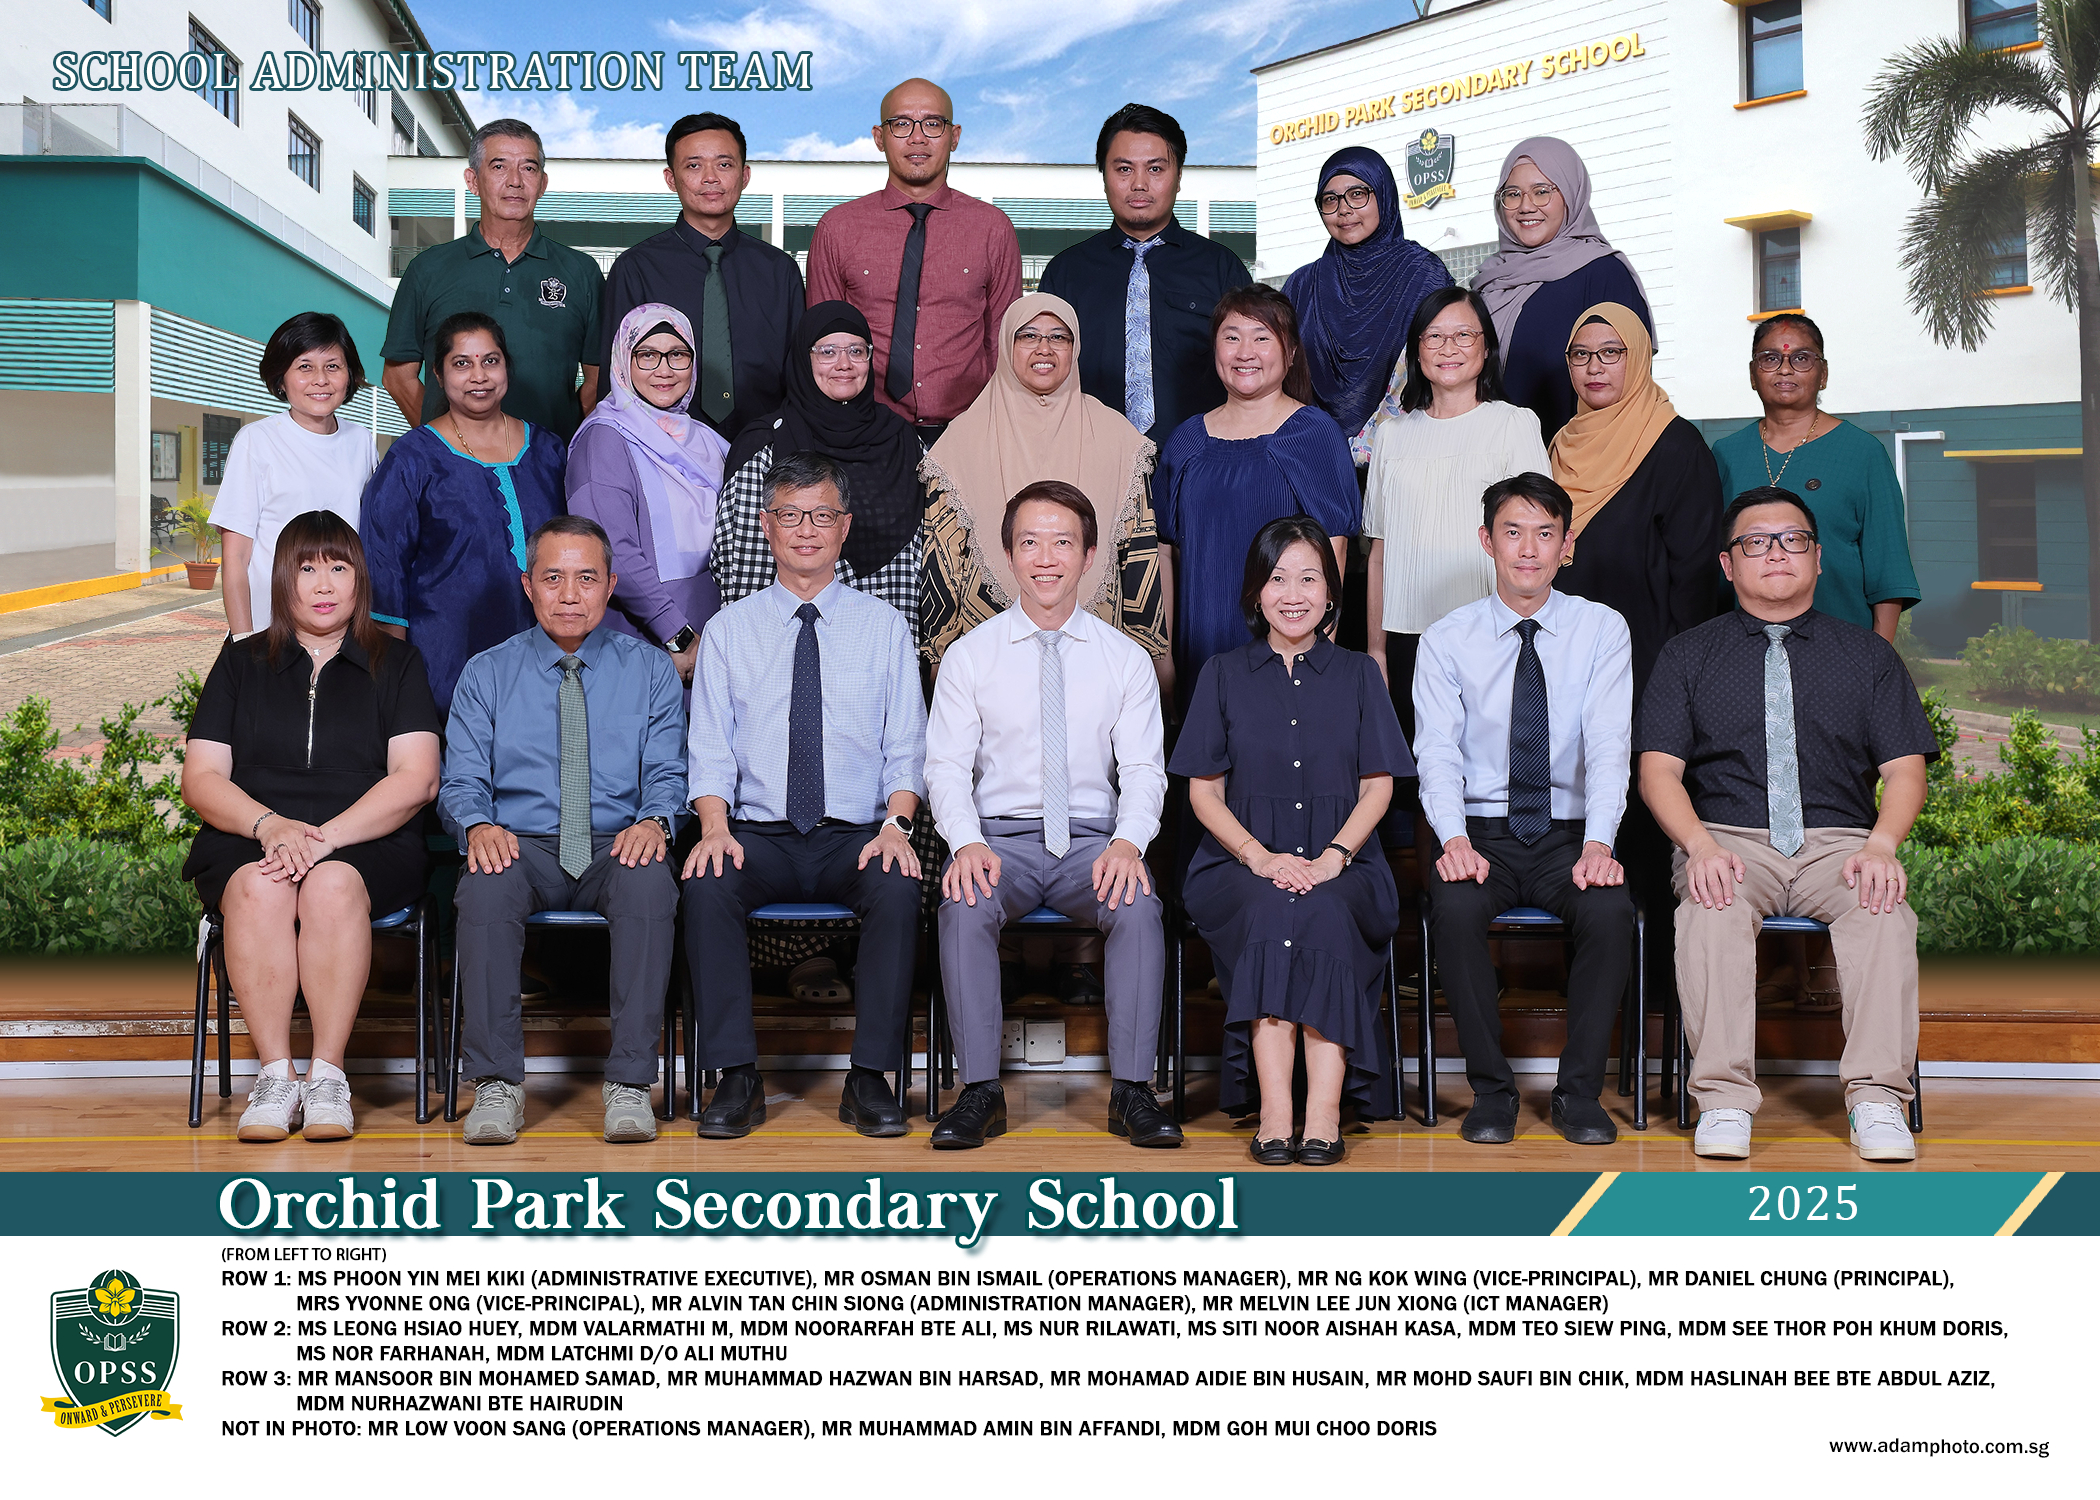 SCHOOL ADMINISTRATION TEAM
ORCHID PARK SECONDARY SCHOOL
OPSS
25
Orchid Park Secondary School
2025
(FROM LEFT TO RIGHT)
ROW 1: MS PHOON YIN MEI KIKI (ADMINISTRATIVE EXECUTIVE), MR OSMAN BIN ISMAIL (OPERATIONS MANAGER), MR NG KOK WING (VICE-PRINCIPAL), MR DANIEL CHUNG (PRINCIPAL),
MRS YVONNE ONG (VICE-PRINCIPAL), MR ALVIN TAN CHIN SIONG (ADMINISTRATION MANAGER), MR MELVIN LEE JUN XIONG (ICT MANAGER)
ROW 2: MS LEONG HSIAO HUEY, MDM VALARMATHI M, MDM NOORARFAH BTE ALI, MS NUR RILAWATI, MS SITI NOOR AISHAH KASA, MDM TEO SIEW PING, MDM SEE THOR POH KHUM DORIS,
MS NOR FARHANAH, MDM LATCHMI D/O ALI MUTHU
ROW 3: MR MANSOOR BIN MOHAMED SAMAD, MR MUHAMMAD HAZWAN BIN HARSAD, MR MOHAMAD AIDIE BIN HUSAIN, MR MOHD SAUFI BIN CHIK, MDM HASLINAH BEE BTE ABDUL AZIZ,
MDM NURHAZWANI BTE HAIRUDIN
NOT IN PHOTO: MR LOW VOON SANG (OPERATIONS MANAGER), MR MUHAMMAD AMIN BIN AFFANDI, MDM GOH MUI CHOO DORIS
OPSS
ONWARD & PERSEVERE
www.adamphoto.com.sg